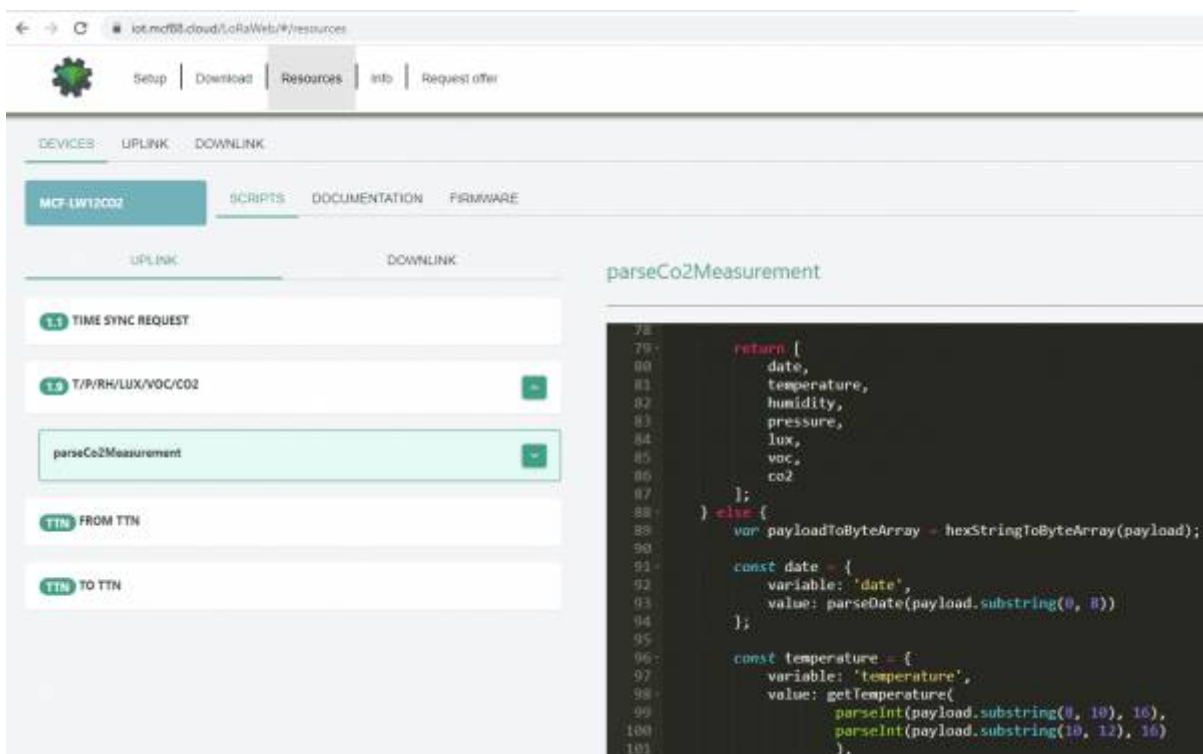 iot.mcf88.cloud/LoRaWeb/#/resources
Setup Download Resources Info Request offer
DEVICES UPLINK DOWNLINK
MCF-LW12CO2 SCRIPTS DOCUMENTATION FIRMWARE
UPLINK DOWNLINK
parseCo2Measurement
1.1 TIME SYNC REQUEST
1.9 T/P/RH/LUX/VOC/CO2
parseCo2Measurement
TTN FROM TTN
TTN TO TTN
78
79 return [
80 date,
81 temperature,
82 humidity,
83 pressure,
84 lux,
85 voc,
86 co2
87 ];
88 } else {
89 var payloadToByteArray = hexStringToByteArray(payload);
90
91 const date = {
92 variable: 'date',
93 value: parseDate(payload.substring(0, 8))
94 };
95
96 const temperature = {
97 variable: 'temperature',
98 value: getTemperature(
99 parseInt(payload.substring(8, 10), 16),
100 parseInt(payload.substring(10, 12), 16)
101 ),